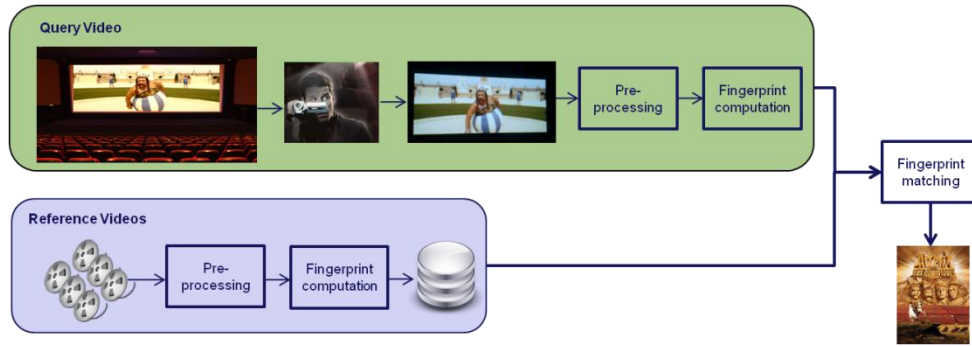 Query Video
Pre-
processing
Fingerprint
computation
Fingerprint
matching
Reference Videos
Pre-
processing
Fingerprint
computation